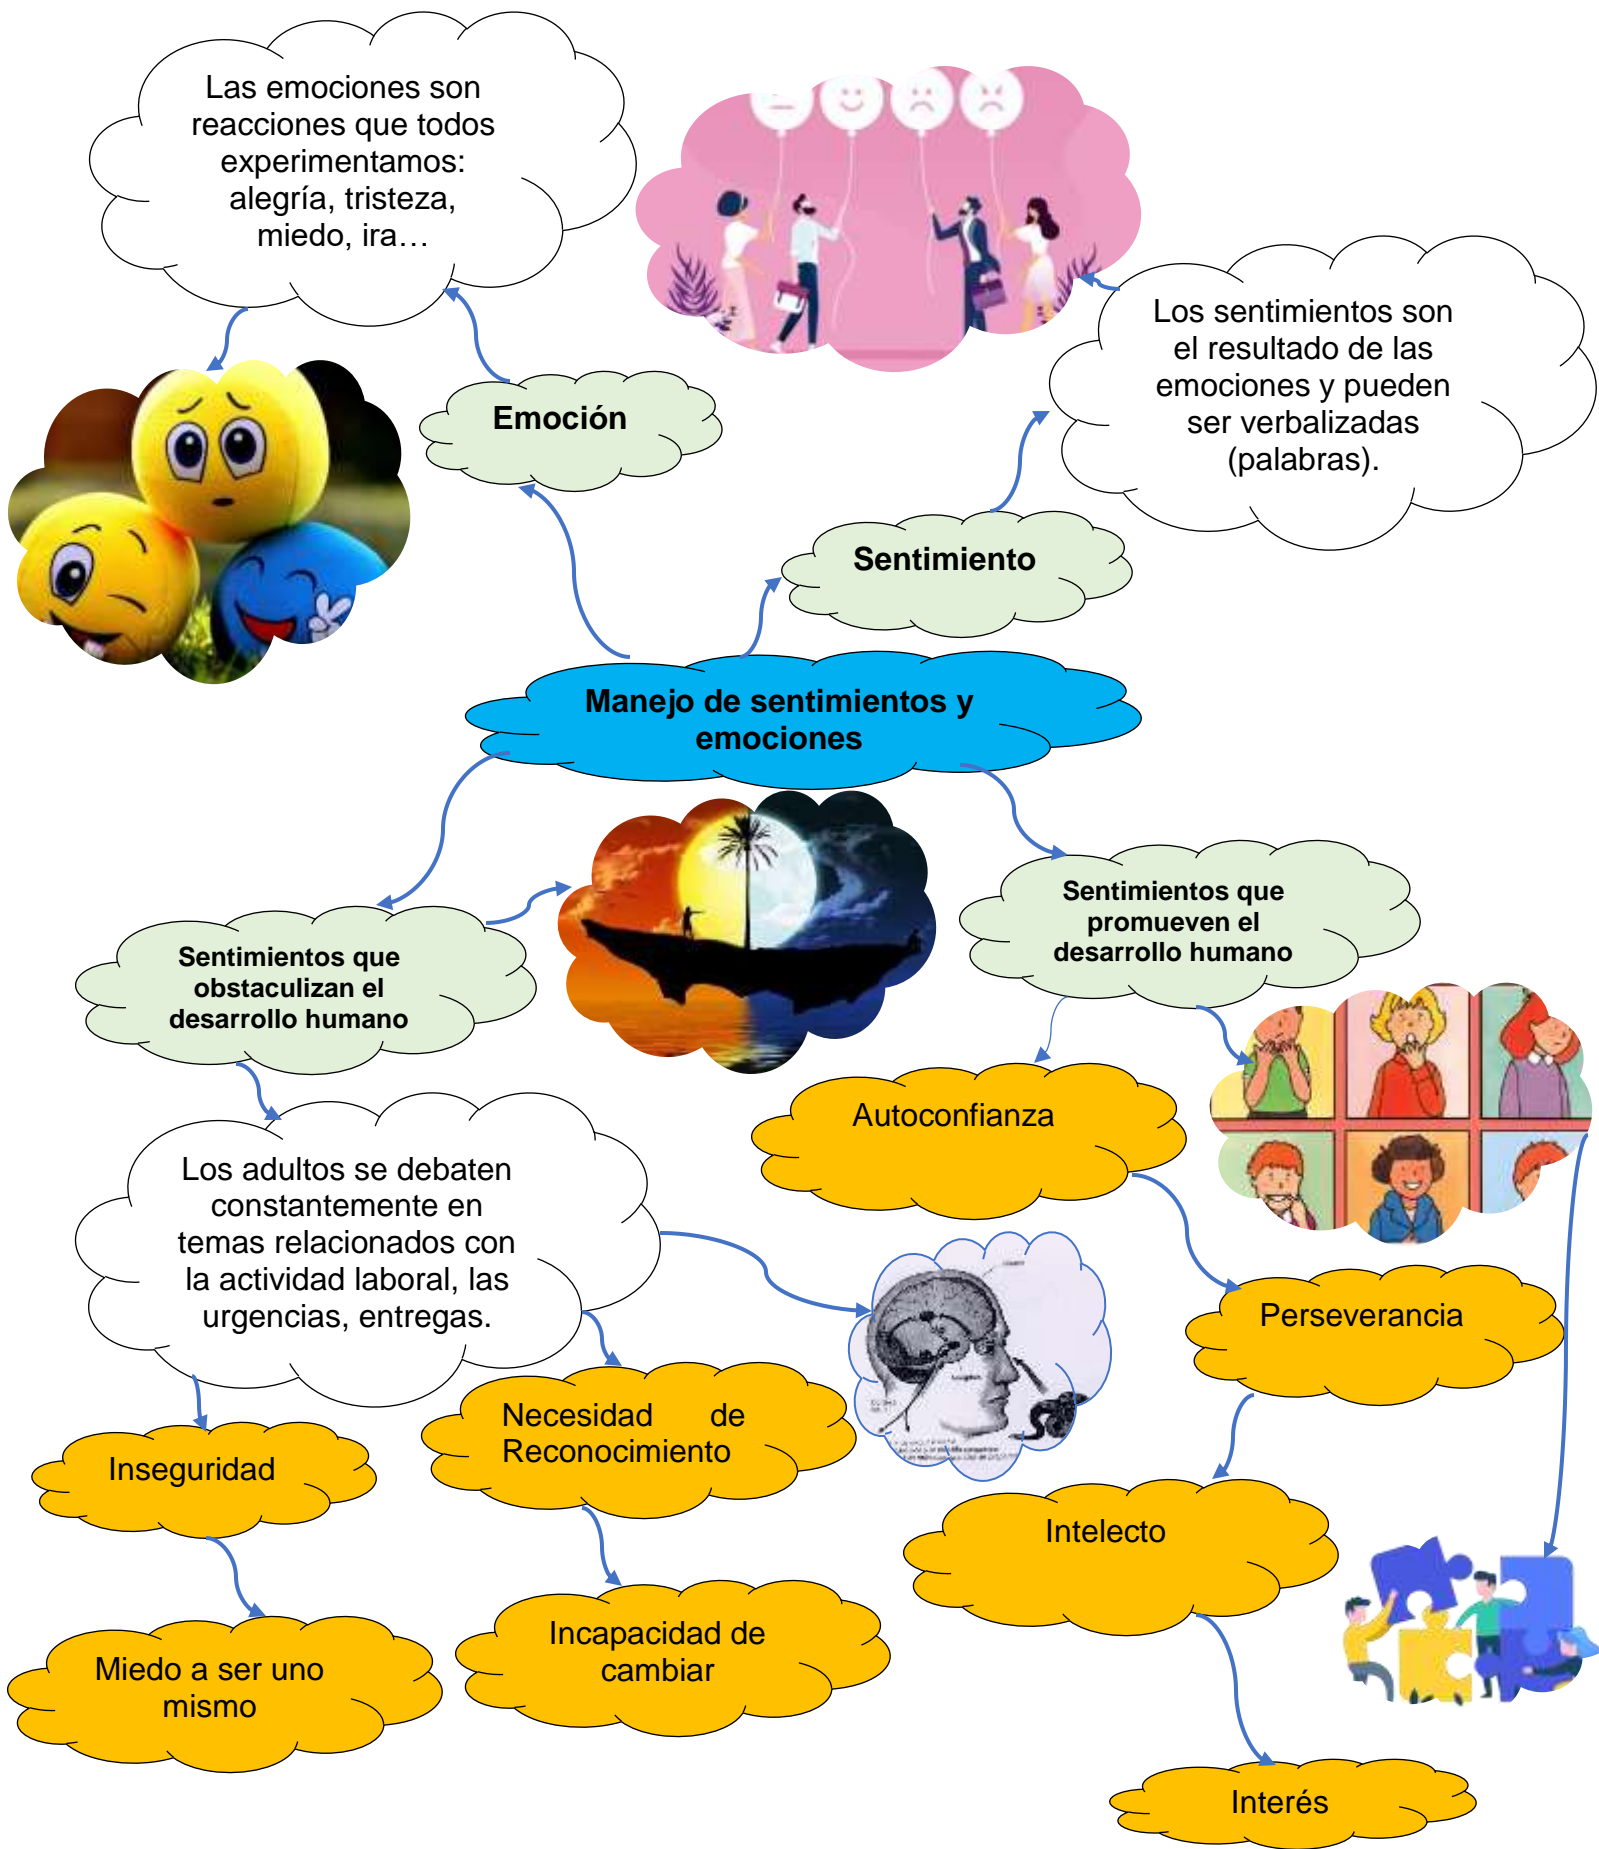 Las emociones son
reacciones que todos
experimentamos:
alegría, tristeza,
miedo, ira…
Los sentimientos son
el resultado de las
emociones y pueden
ser verbalizadas
(palabras).
Emoción
Sentimiento
Manejo de sentimientos y
emociones
Sentimientos que
promueven el
desarrollo humano
Sentimientos que
obstaculizan el
desarrollo humano
Autoconfianza
Los adultos se debaten
constantemente en
temas relacionados con
la actividad laboral, las
urgencias, entregas.
Perseverancia
Necesidad de
Reconocimiento
Inseguridad
Intelecto
Incapacidad de
cambiar
Miedo a ser uno
mismo
Interés